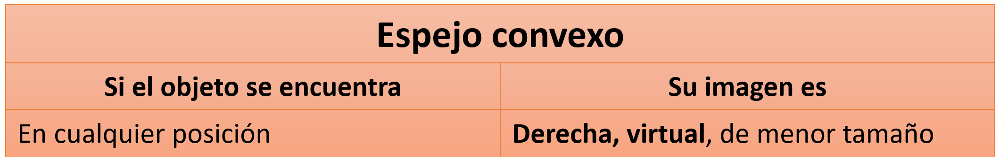 Espejo convexo
Si el objeto se encuentra
Su imagen es
En cualquier posición
Derecha, virtual, de menor tamaño